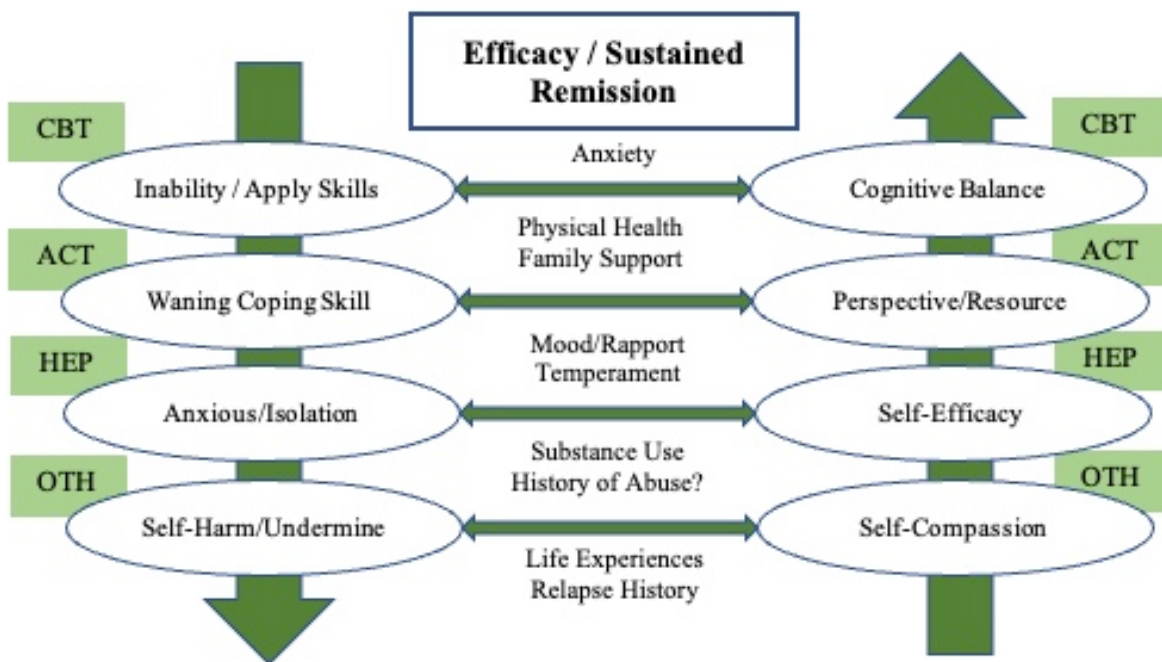 Efficacy / Sustained
Remission
CBT
CBT
Anxiety
Inability / Apply Skills
Cognitive Balance
Physical Health
Family Support
ACT
ACT
Waning Coping Skill
Perspective/Resource
Mood/Rapport
Temperament
HEP
HEP
Anxious/Isolation
Self-Efficacy
Substance Use
History of Abuse?
OTH
OTH
Self-Harm/Undermine
Self-Compassion
Life Experiences
Relapse History